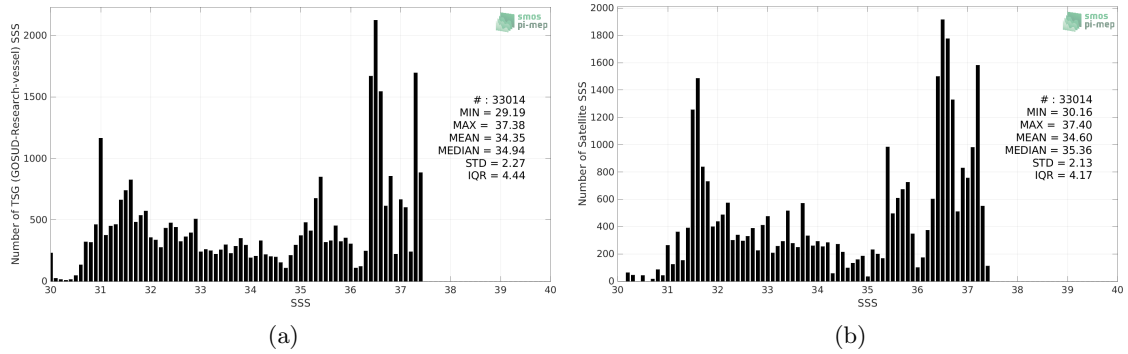 Number of TSG (GOSUD-Research-vessel) SSS
2000
1500
1000
500
0
30 31 32 33 34 35 36 37 38 39 40
SSS
smos
pi-mep
# : 33014
MIN = 29.19
MAX = 37.38
MEAN = 34.35
MEDIAN = 34.94
STD = 2.27
IQR = 4.44
(a)
Number of Satellite SSS
2000
1800
1600
1400
1200
1000
800
600
400
200
0
30 31 32 33 34 35 36 37 38 39 40
SSS
smos
pi-mep
# : 33014
MIN = 30.16
MAX = 37.40
MEAN = 34.60
MEDIAN = 35.36
STD = 2.13
IQR = 4.17
(b)